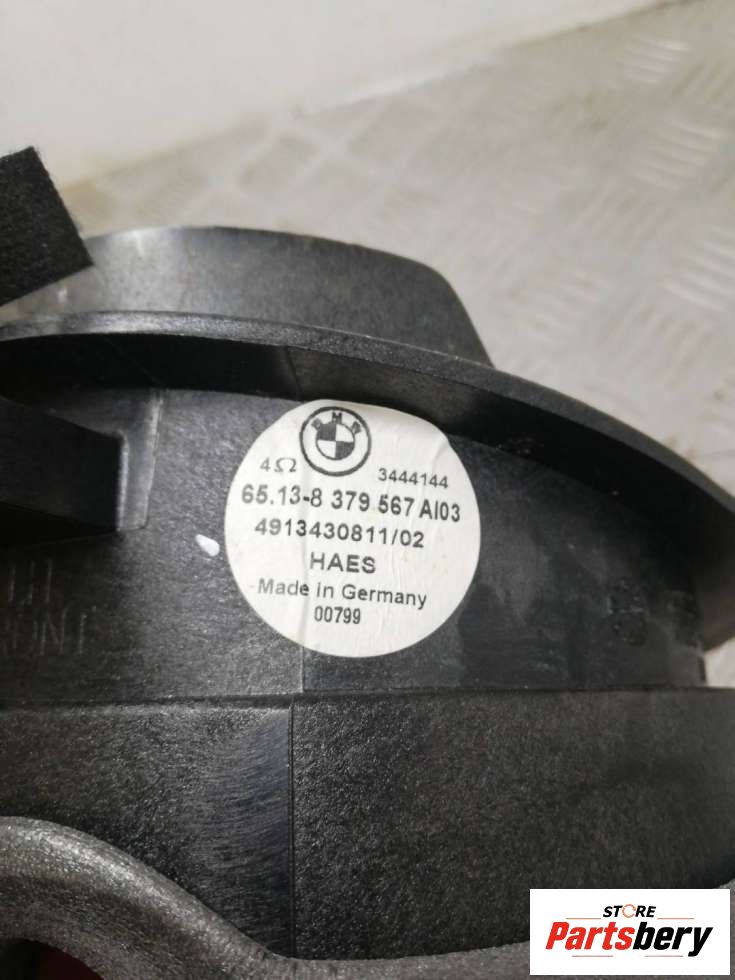 BMW
4Ω 3444144
65.13-8 379 567 AI03
4913430811/02
HAES
Made in Germany
00799
STORE
Partsbery